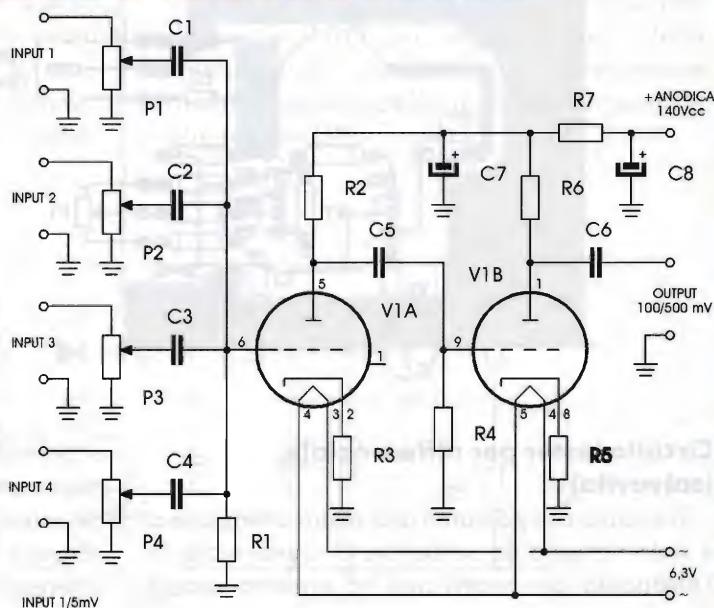 INPUT 1
C1
P1
INPUT 2
C2
P2
INPUT 3
C3
P3
INPUT 4
C4
P4
R1
INPUT 1/5mV
R2
C5
5
V1A
6
1
4
3
2
R3
R4
C7
+
R7
R6
+ANODICA
140Vcc
C8
+
C6
OUTPUT
100/500 mV
V1B
1
9
5
4
8
R5
~
6,3V
~